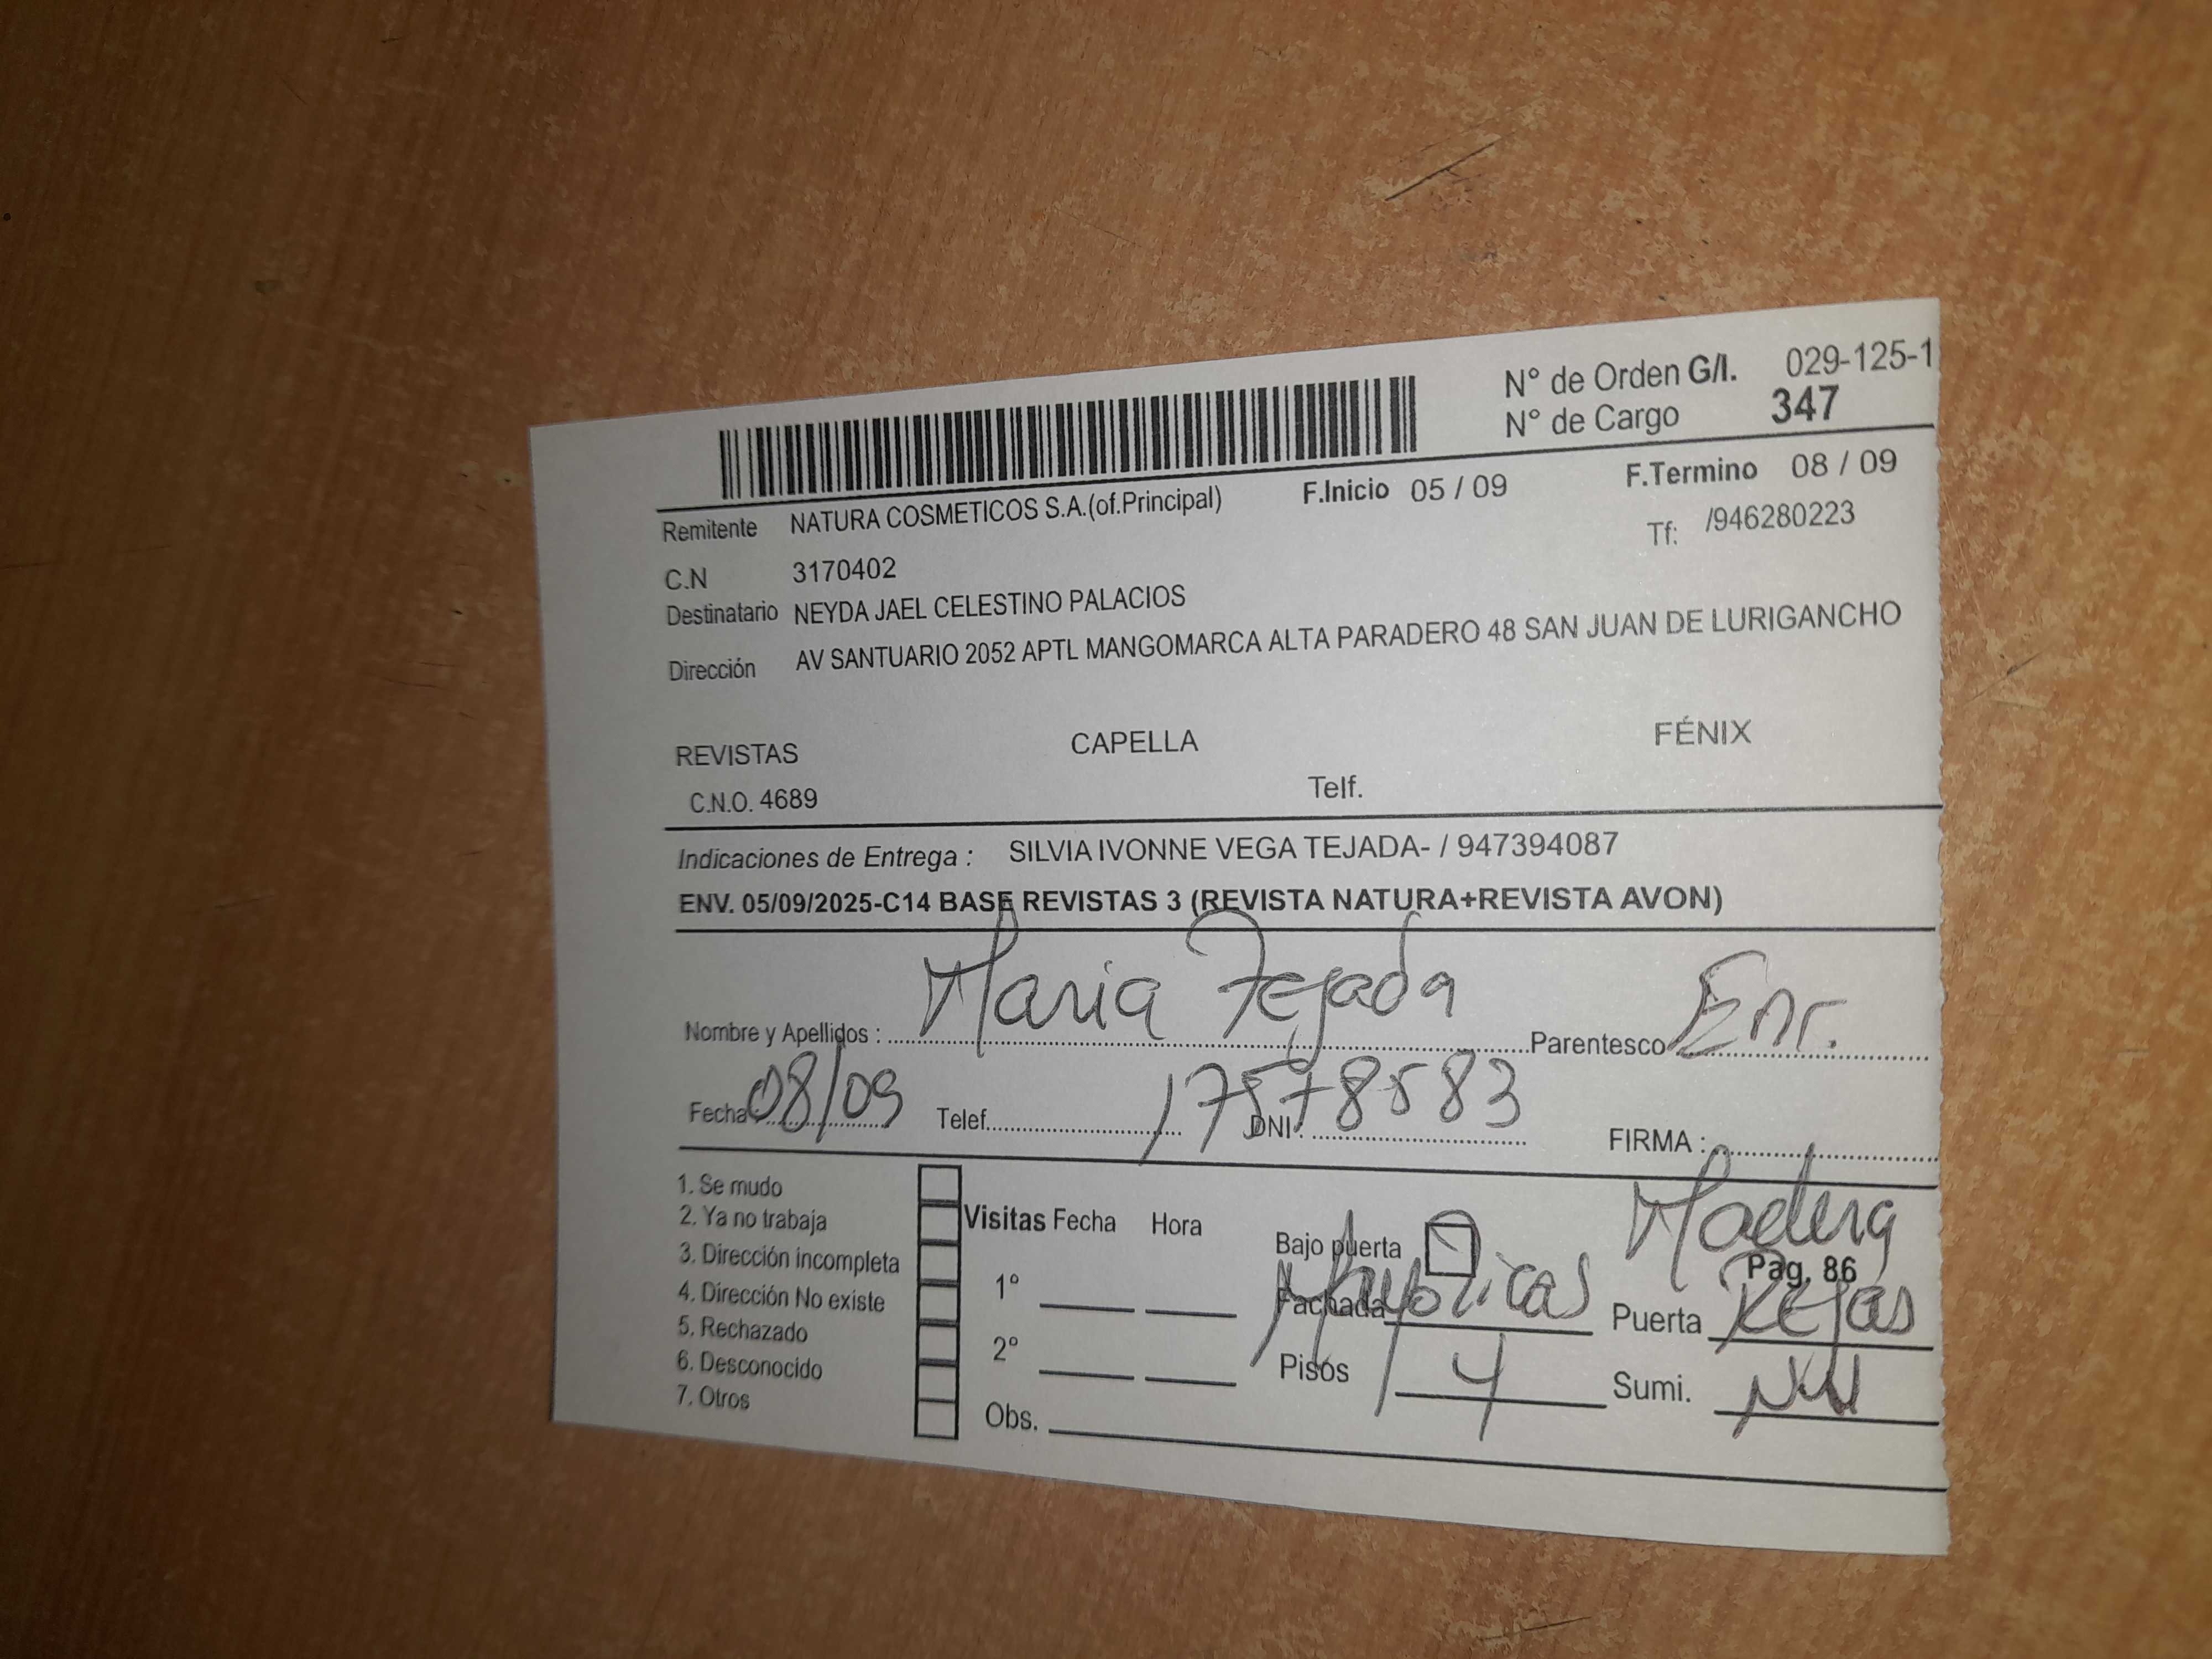 N° de Orden G/I. 029-125-1
N° de Cargo 347
F.Inicio 05 / 09 F.Termino 08 / 09
Remitente NATURA COSMETICOS S.A.(of.Principal) Tf: /946280223
C.N 3170402
Destinatario NEYDA JAEL CELESTINO PALACIOS
Dirección AV SANTUARIO 2052 APTL MANGOMARCA ALTA PARADERO 48 SAN JUAN DE LURIGANCHO
REVISTAS CAPELLA FÉNIX
C.N.O. 4689 Telf.
Indicaciones de Entrega : SILVIA IVONNE VEGA TEJADA- / 947394087
ENV. 05/09/2025-C14 BASE REVISTAS 3 (REVISTA NATURA+REVISTA AVON)
Nombre y Apellidos : Maria Tejada Parentesco Enr.
Fecha: 08/09 Telef. DNI: 17578583 FIRMA :
1. Se mudo
2. Ya no trabaja
3. Dirección incompleta
4. Dirección No existe
5. Rechazado
6. Desconocido
7. Otros
Visitas Fecha Hora
1°
2°
Obs.
Bajo puerta Madera
Pag. 86
Fachada Mayolicas Puerta Rejas
Pisos 4 Sumi.